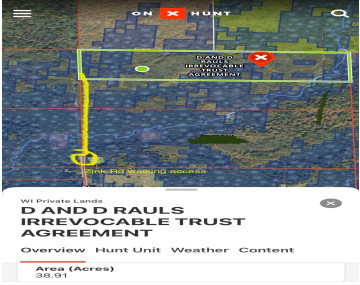 ON X HUNT
D AND D
RAULS
IRREVOCABLE
TRUST
AGREEMENT
Zink Rd walking access
WI Private Lands
D AND D RAULS
IRREVOCABLE TRUST
AGREEMENT
Overview Hunt Unit Weather Content
Area (Acres)
38.91